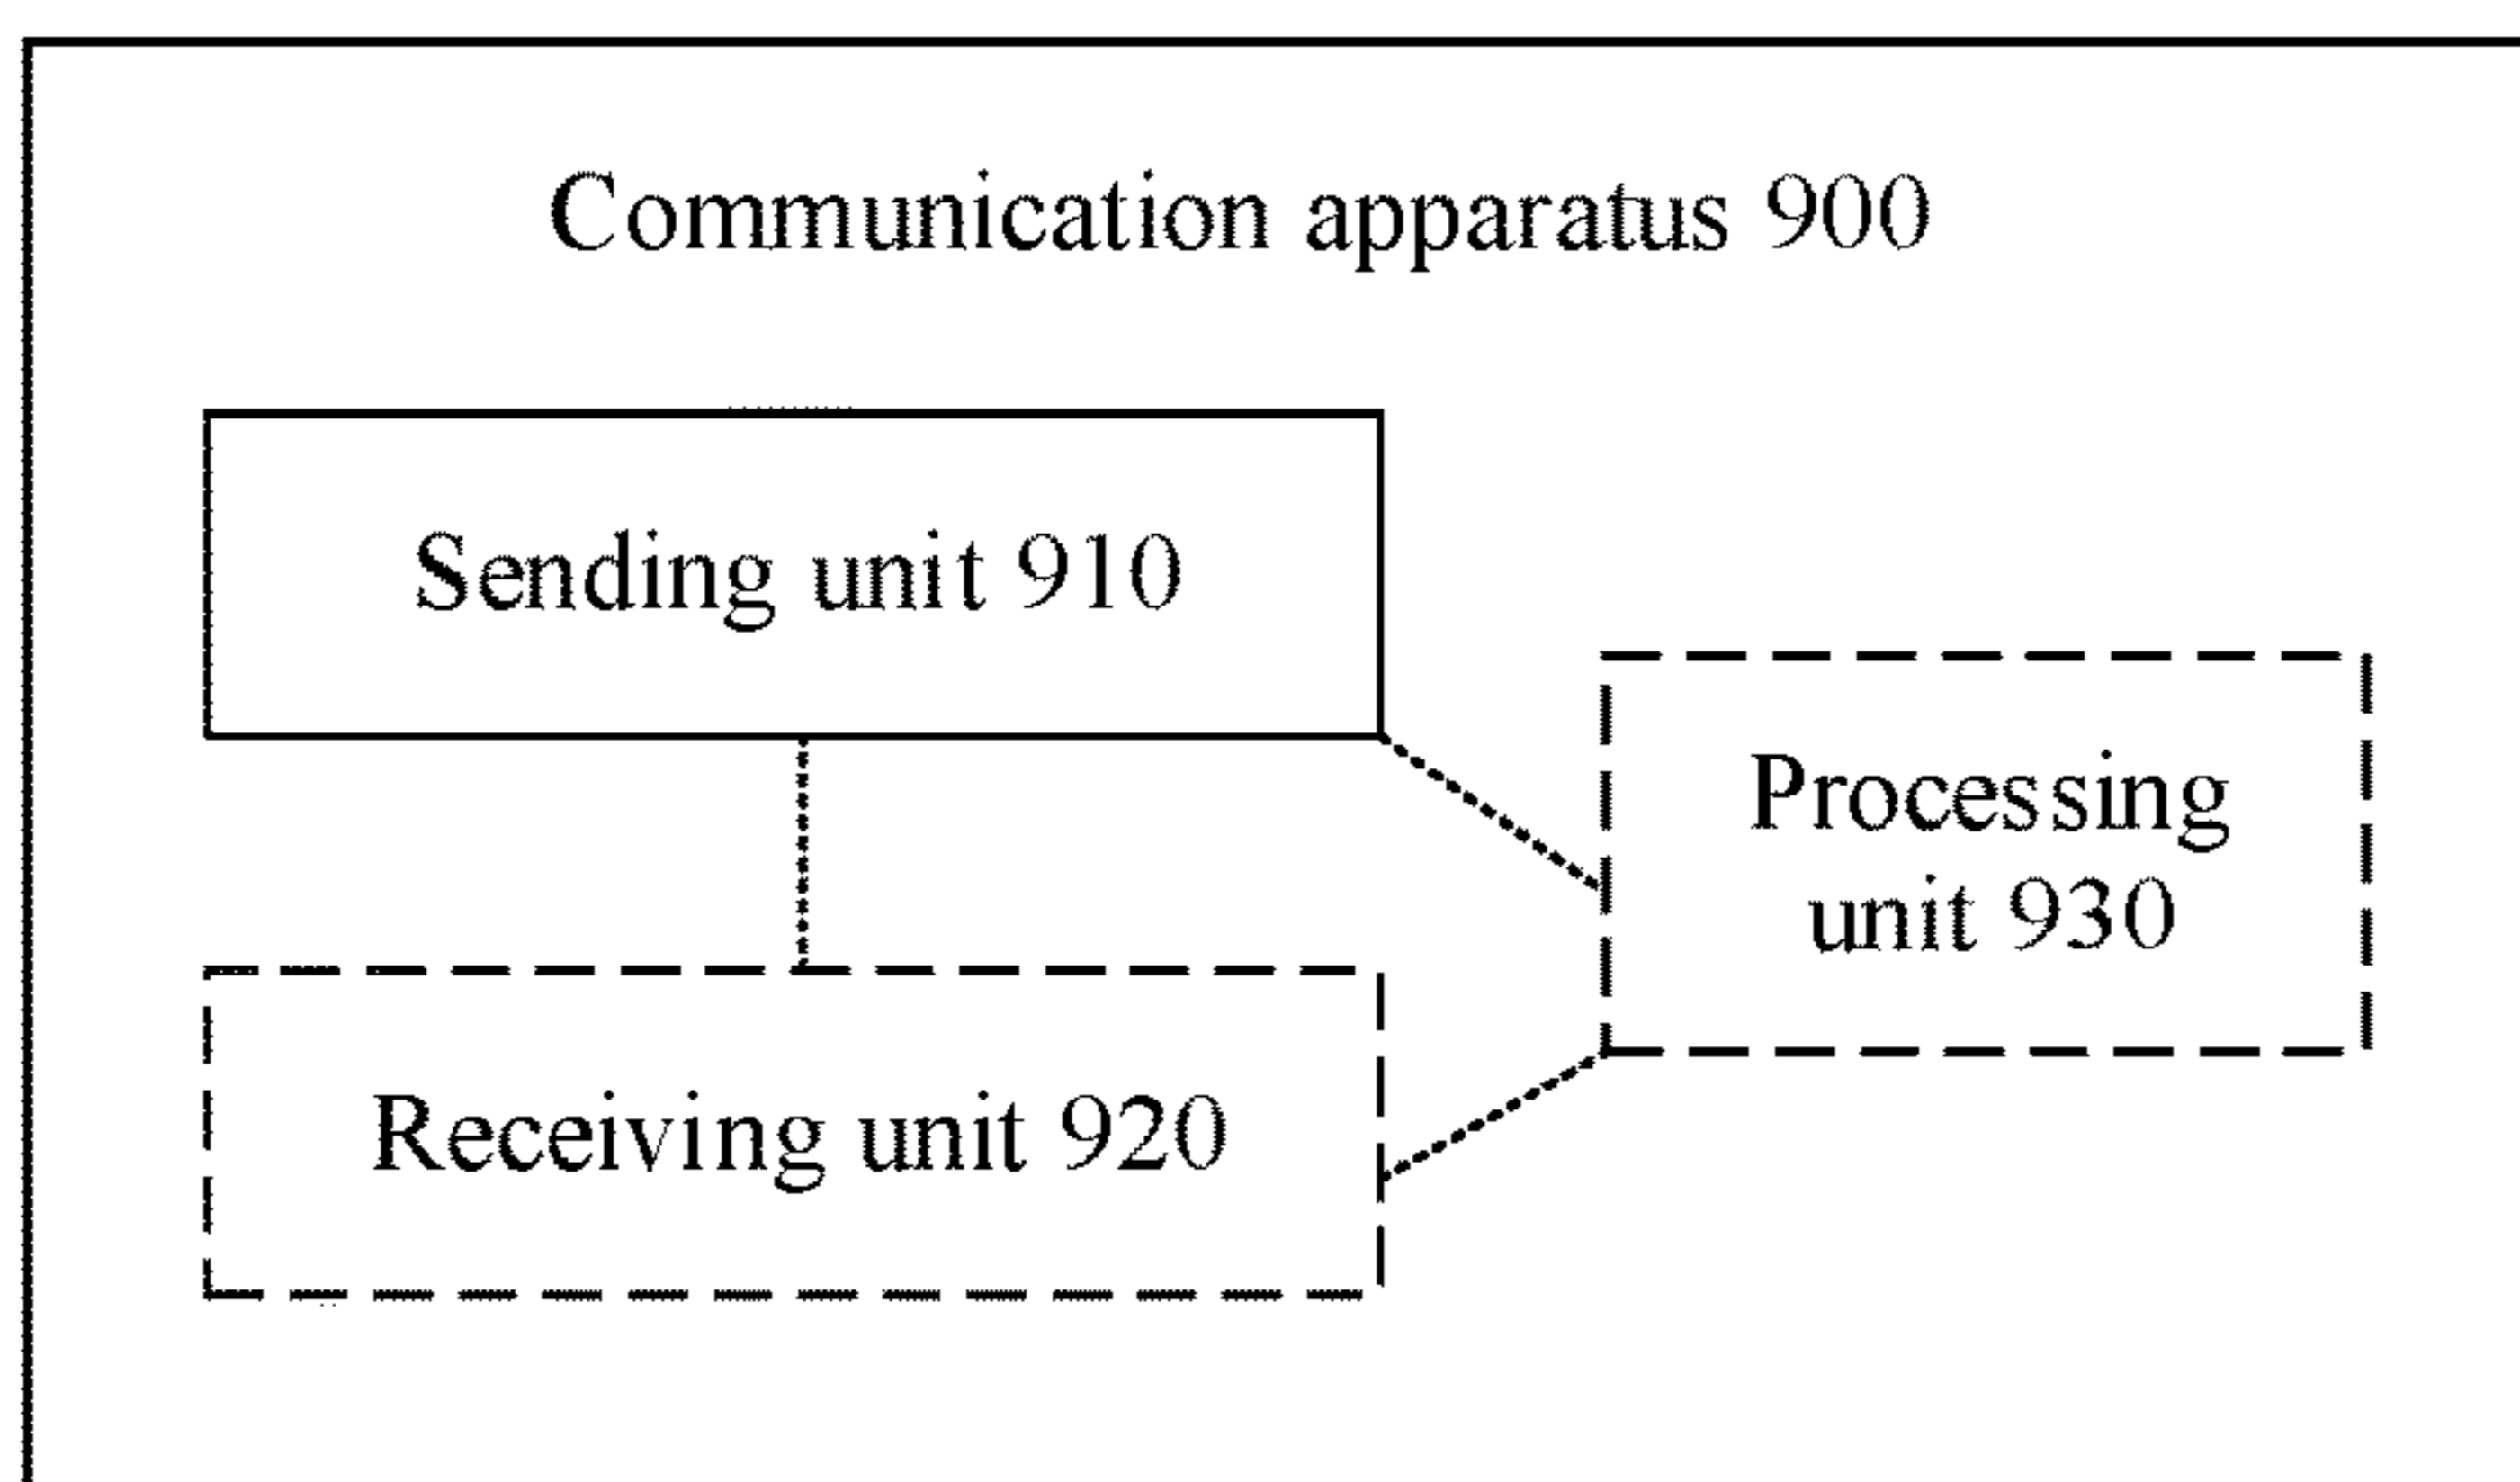 Communication apparatus 900
Sending unit 910
Processing
unit 930
Receiving unit 920